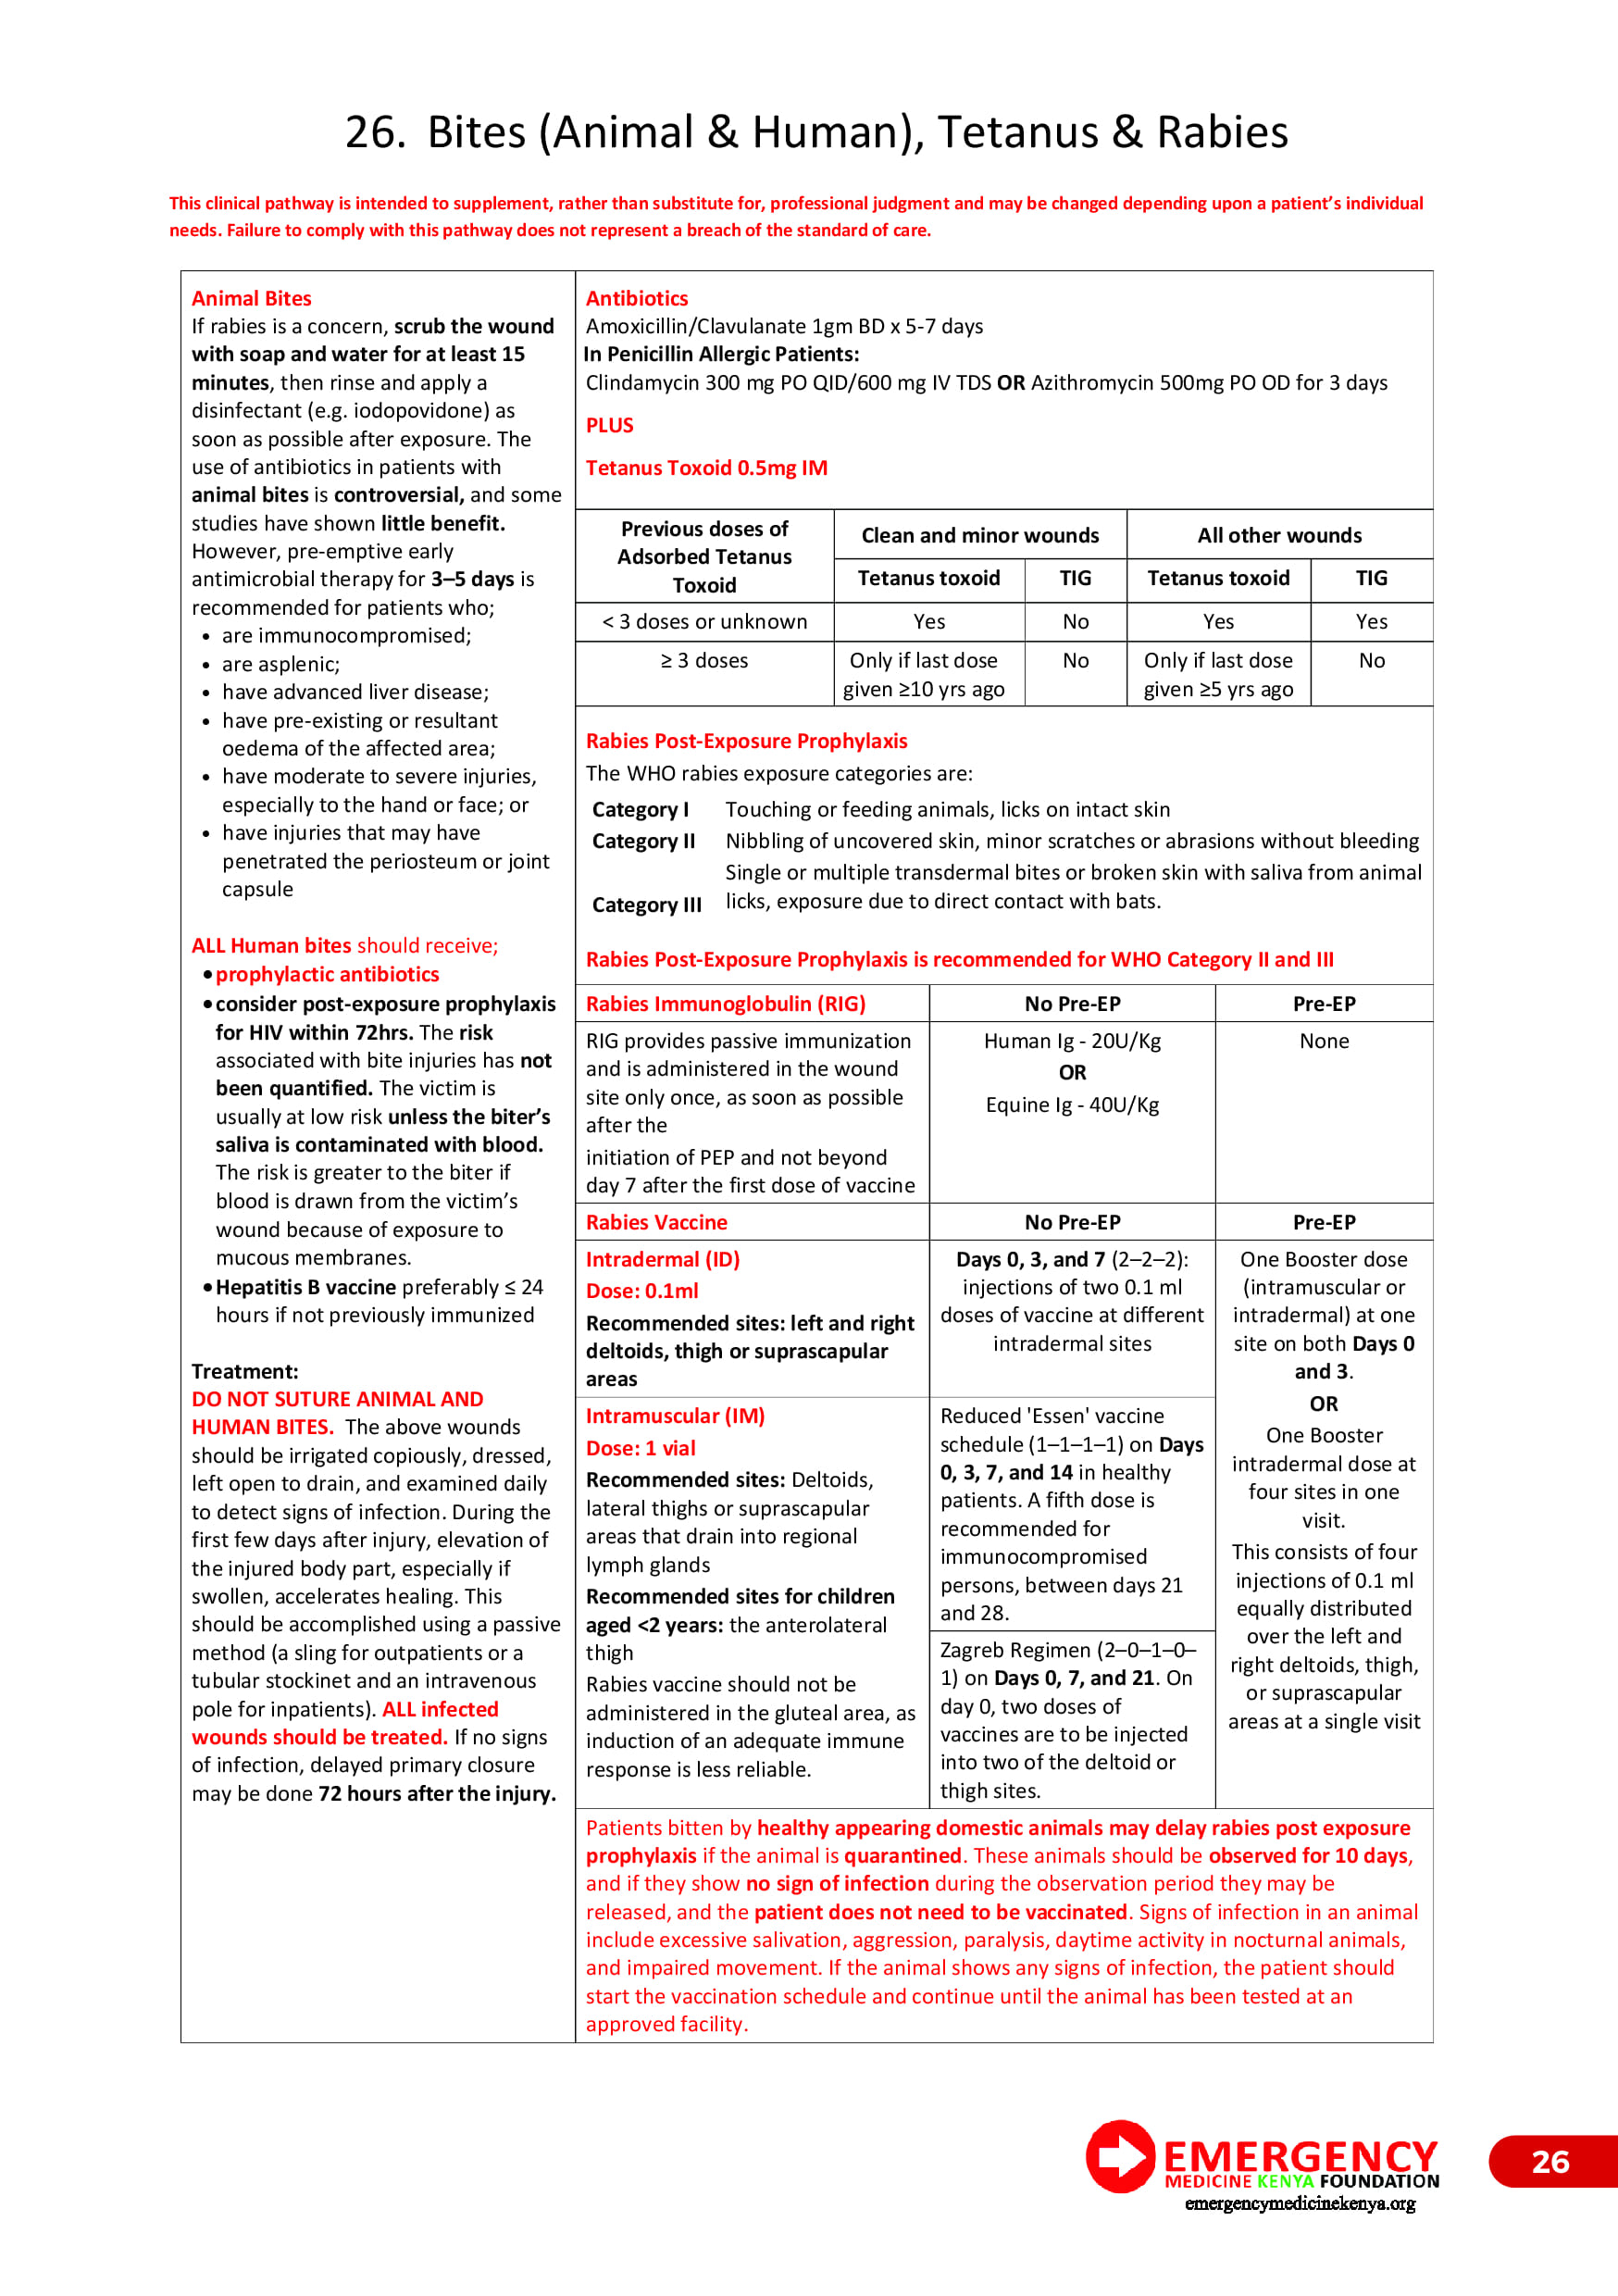 26. Bites (Animal & Human), Tetanus & Rabies
This clinical pathway is intended to supplement, rather than substitute for, professional judgment and may be changed depending upon a patient’s individual
needs. Failure to comply with this pathway does not represent a breach of the standard of care.
Animal Bites
If rabies is a concern, scrub the wound
with soap and water for at least 15
minutes, then rinse and apply a
disinfectant (e.g. iodopovidone) as
soon as possible after exposure. The
use of antibiotics in patients with
animal bites is controversial, and some
studies have shown little benefit.
However, pre-emptive early
antimicrobial therapy for 3–5 days is
recommended for patients who;
• are immunocompromised;
• are asplenic;
• have advanced liver disease;
• have pre-existing or resultant
oedema of the affected area;
• have moderate to severe injuries,
especially to the hand or face; or
• have injuries that may have
penetrated the periosteum or joint
capsule
ALL Human bites should receive;
• prophylactic antibiotics
• consider post-exposure prophylaxis
for HIV within 72hrs. The risk
associated with bite injuries has not
been quantified. The victim is
usually at low risk unless the biter’s
saliva is contaminated with blood.
The risk is greater to the biter if
blood is drawn from the victim’s
wound because of exposure to
mucous membranes.
• Hepatitis B vaccine preferably ≤ 24
hours if not previously immunized
Treatment:
DO NOT SUTURE ANIMAL AND
HUMAN BITES. The above wounds
should be irrigated copiously, dressed,
left open to drain, and examined daily
to detect signs of infection. During the
first few days after injury, elevation of
the injured body part, especially if
swollen, accelerates healing. This
should be accomplished using a passive
method (a sling for outpatients or a
tubular stockinet and an intravenous
pole for inpatients). ALL infected
wounds should be treated. If no signs
of infection, delayed primary closure
may be done 72 hours after the injury.
Antibiotics
Amoxicillin/Clavulanate 1gm BD x 5-7 days
In Penicillin Allergic Patients:
Clindamycin 300 mg PO QID/600 mg IV TDS OR Azithromycin 500mg PO OD for 3 days
PLUS
Tetanus Toxoid 0.5mg IM
Previous doses of
Adsorbed Tetanus
Toxoid
Clean and minor wounds
All other wounds
Tetanus toxoid TIG Tetanus toxoid TIG
< 3 doses or unknown Yes No Yes Yes
≥ 3 doses Only if last dose No Only if last dose No
given ≥10 yrs ago given ≥5 yrs ago
Rabies Post-Exposure Prophylaxis
The WHO rabies exposure categories are:
Category I Touching or feeding animals, licks on intact skin
Category II Nibbling of uncovered skin, minor scratches or abrasions without bleeding
Single or multiple transdermal bites or broken skin with saliva from animal
Category III licks, exposure due to direct contact with bats.
Rabies Post-Exposure Prophylaxis is recommended for WHO Category II and III
Rabies Immunoglobulin (RIG) No Pre-EP Pre-EP
RIG provides passive immunization
and is administered in the wound
site only once, as soon as possible
after the
initiation of PEP and not beyond
day 7 after the first dose of vaccine
Human Ig - 20U/Kg
OR
Equine Ig - 40U/Kg
None
Rabies Vaccine No Pre-EP Pre-EP
Intradermal (ID)
Dose: 0.1ml
Recommended sites: left and right
deltoids, thigh or suprascapular
areas
Days 0, 3, and 7 (2–2–2):
injections of two 0.1 ml
doses of vaccine at different
intradermal sites
Intramuscular (IM)
Dose: 1 vial
Recommended sites: Deltoids,
lateral thighs or suprascapular
areas that drain into regional
lymph glands
Recommended sites for children
aged <2 years: the anterolateral
thigh
Rabies vaccine should not be
administered in the gluteal area, as
induction of an adequate immune
response is less reliable.
Reduced 'Essen' vaccine
schedule (1–1–1–1) on Days
0, 3, 7, and 14 in healthy
patients. A fifth dose is
recommended for
immunocompromised
persons, between days 21
and 28.
Zagreb Regimen (2–0–1–0–
1) on Days 0, 7, and 21. On
day 0, two doses of
vaccines are to be injected
into two of the deltoid or
thigh sites.
One Booster dose
(intramuscular or
intradermal) at one
site on both Days 0
and 3.
OR
One Booster
intradermal dose at
four sites in one
visit.
This consists of four
injections of 0.1 ml
equally distributed
over the left and
right deltoids, thigh,
or suprascapular
areas at a single visit
Patients bitten by healthy appearing domestic animals may delay rabies post exposure
prophylaxis if the animal is quarantined. These animals should be observed for 10 days,
and if they show no sign of infection during the observation period they may be
released, and the patient does not need to be vaccinated. Signs of infection in an animal
include excessive salivation, aggression, paralysis, daytime activity in nocturnal animals,
and impaired movement. If the animal shows any signs of infection, the patient should
start the vaccination schedule and continue until the animal has been tested at an
approved facility.
EMERGENCY
MEDICINE KENYA FOUNDATION
emergencymedicinekenya.org
26